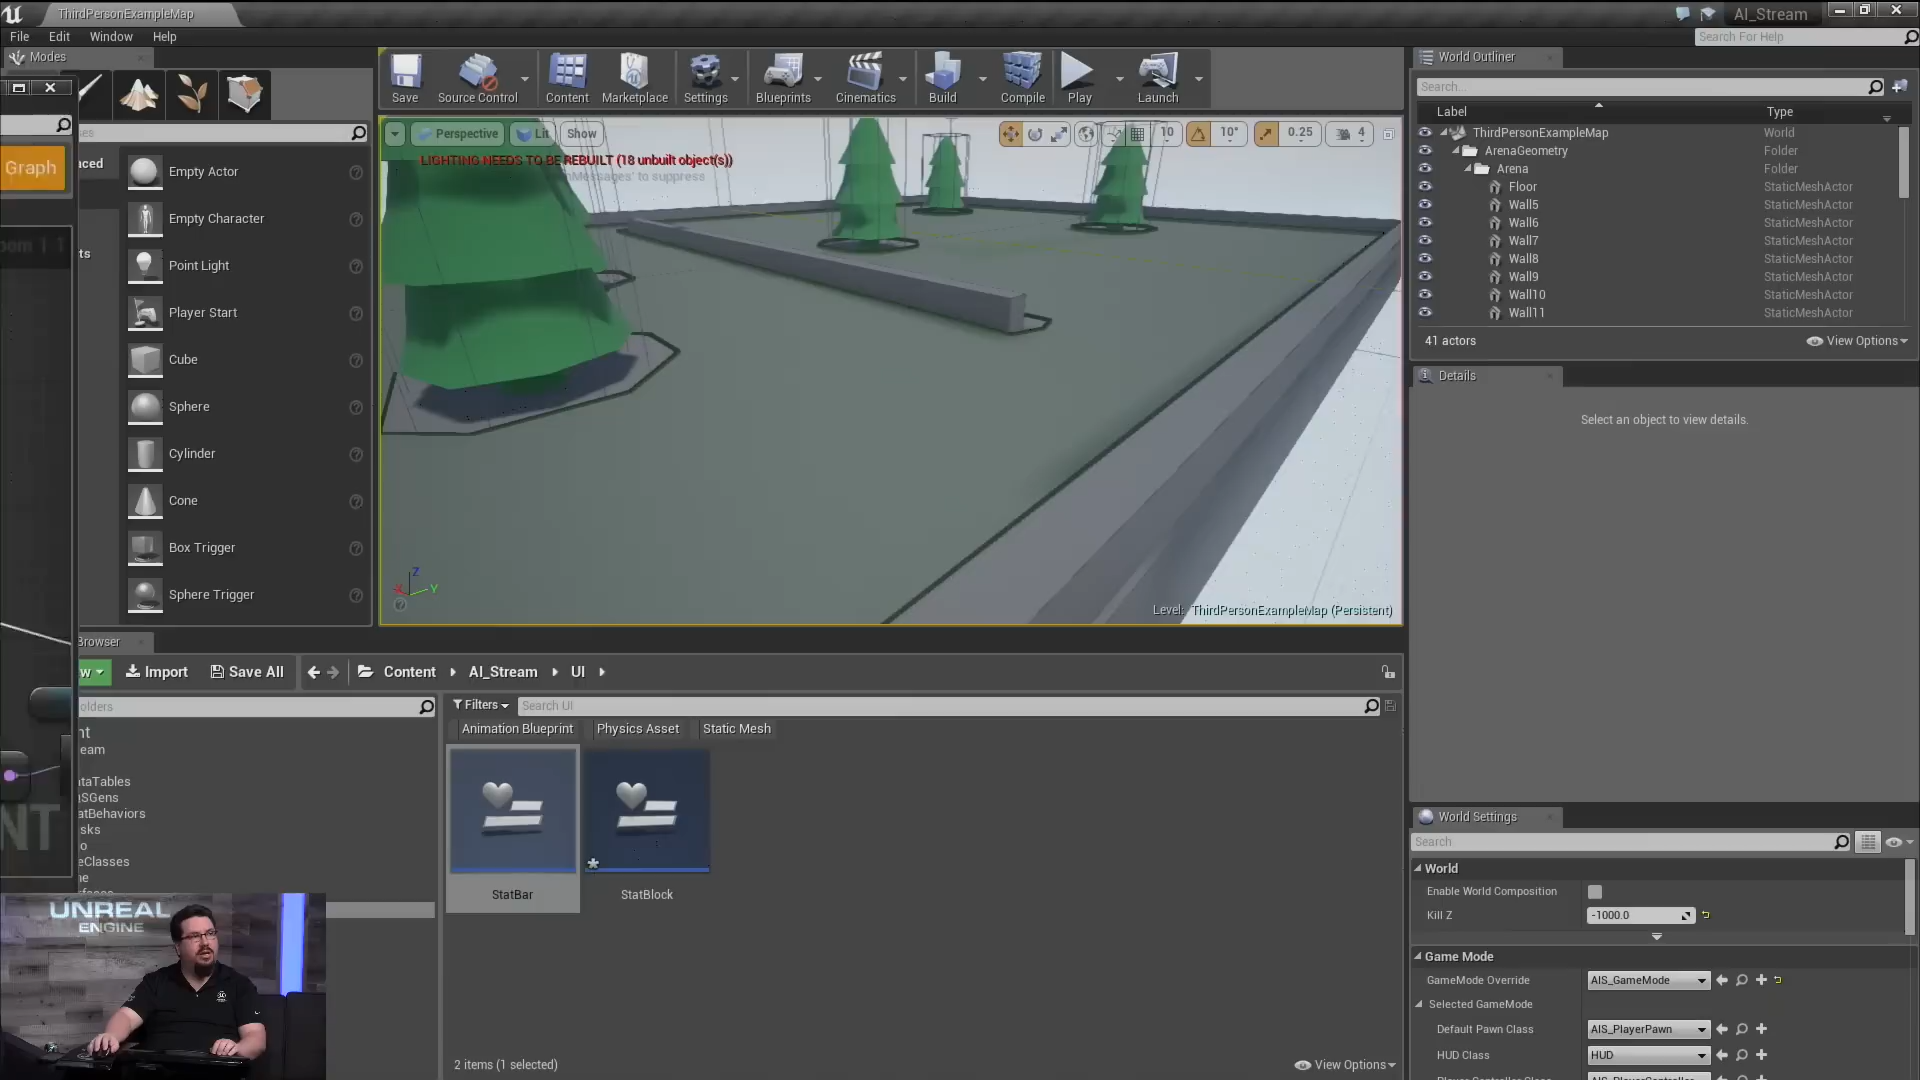 ThirdPersonExampleMap
AI_Stream
File Edit Window Help
Search For Help
Modes
Graph
Empty Actor
Empty Character
Point Light
Player Start
Cube
Sphere
Cylinder
Cone
Box Trigger
Sphere Trigger
Save Source Control Content Marketplace Settings Blueprints Cinematics Build Compile Play Launch
Perspective Lit Show
10 10° 0.25 4
LIGHTING NEEDS TO BE REBUILT (18 unbuilt object(s))
to suppress
Z
X Y
Level: ThirdPersonExampleMap (Persistent)
World Outliner
Search...
Label Type
ThirdPersonExampleMap World
ArenaGeometry Folder
Arena Folder
Floor StaticMeshActor
Wall5 StaticMeshActor
Wall6 StaticMeshActor
Wall7 StaticMeshActor
Wall8 StaticMeshActor
Wall9 StaticMeshActor
Wall10 StaticMeshActor
Wall11 StaticMeshActor
41 actors View Options
Details
Select an object to view details.
Browser
Import Save All Content AI_Stream UI
Filters Search UI
Animation Blueprint Physics Asset Static Mesh
StatBar StatBlock
2 items (1 selected) View Options
World Settings
Search
World
Enable World Composition
Kill Z -1000.0
Game Mode
GameMode Override AIS_GameMode
Selected GameMode
Default Pawn Class AIS_PlayerPawn
HUD Class HUD
UNREAL
ENGINE